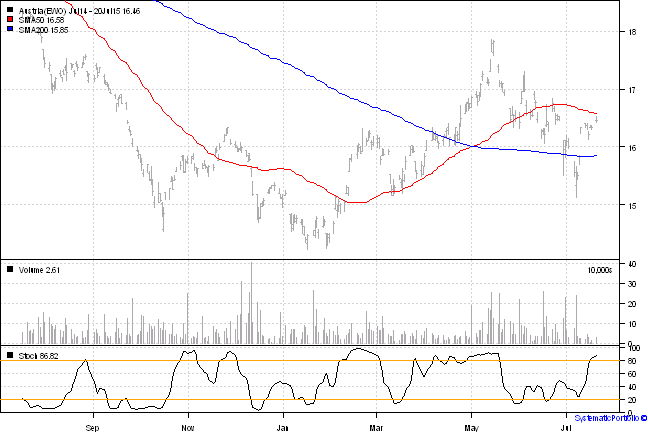 Austria(EWO) Jul14 - 20Jul15 16.46
SMA50 16.58
SMA200 15.85
18
17
16
15
Volume 2.61
10,000s
40
30
20
10
0
Stoch 86.82
100
80
60
40
20
0
Sep
Nov
Jan
Mar
May
Jul
SystematicPortfolio ©